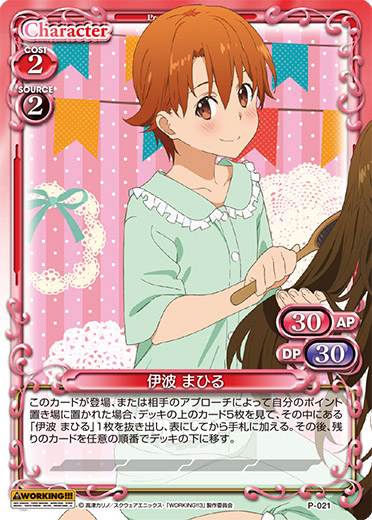 Character
COST
2
SOURCE
2
30 AP
DP 30
伊波 まひる
このカードが登場、または相手のアプローチによって自分のポイント
置き場に置かれた場合、デッキの上のカード5枚を見て、その中にある
「伊波 まひる」1枚を抜き出し、表にしてから手札に加える。その後、残
りのカードを任意の順番でデッキの下に移す。
WORKING!!!
© 高津カリノ/スクウェアエニックス・「WORKING!!3」製作委員会
P-021